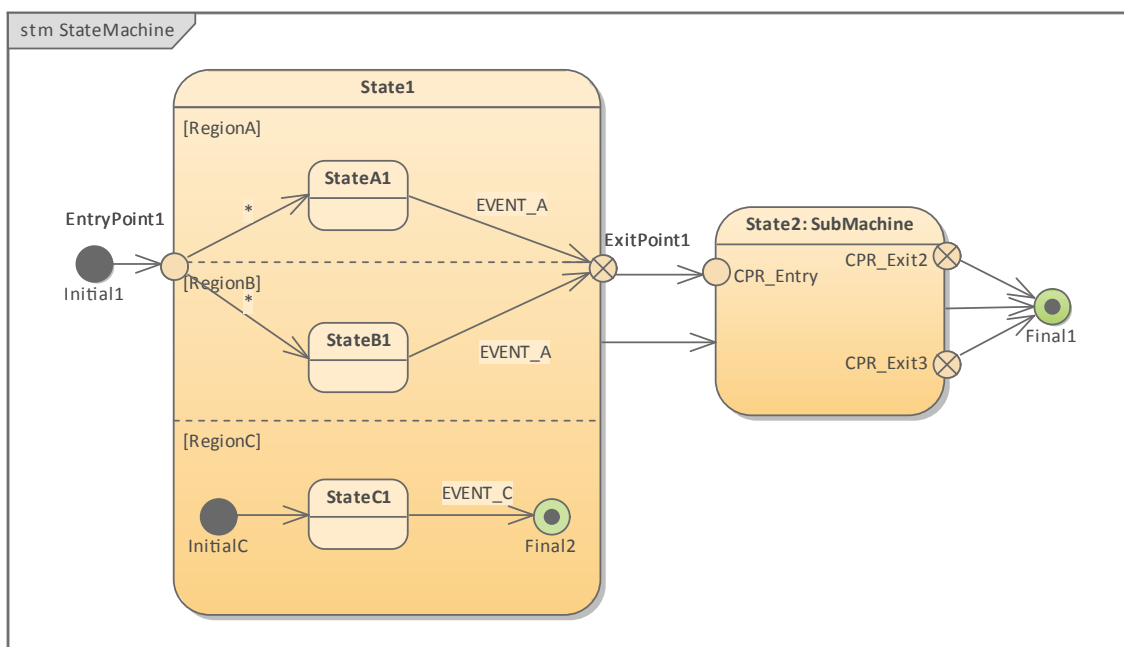 stm StateMachine
State1
[RegionA]
StateA1
*
EVENT_A
EntryPoint1
Initial1
ExitPoint1
[RegionB]
*
StateB1
EVENT_A
State2: SubMachine
CPR_Entry
CPR_Exit2
CPR_Exit3
Final1
[RegionC]
InitialC
StateC1
EVENT_C
Final2